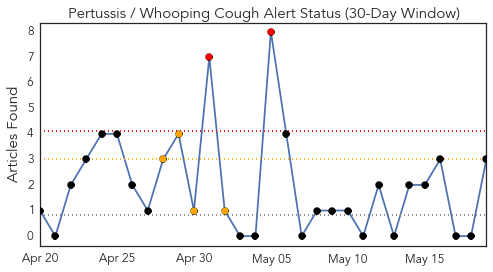 Pertussis / Whooping Cough Alert Status (30-Day Window)
Articles Found
8
7
6
5
4
3
2
1
0
Apr 20
Apr 25
Apr 30
May 05
May 10
May 15